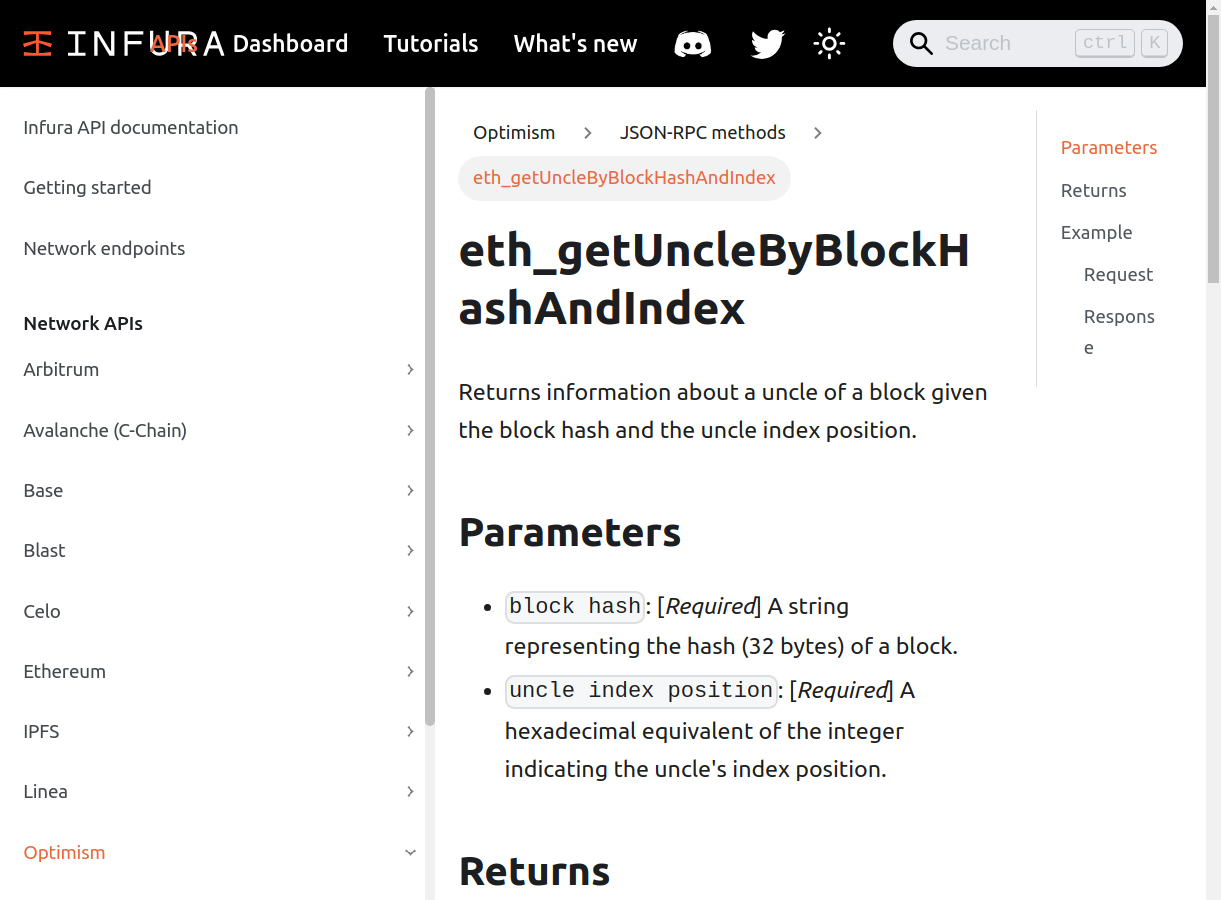 INFURA APIs Dashboard Tutorials What's new Search ctrl K
Infura API documentation
Getting started
Network endpoints
Network APIs
Arbitrum
Avalanche (C-Chain)
Base
Blast
Celo
Ethereum
IPFS
Linea
Optimism
Optimism JSON-RPC methods
eth_getUncleByBlockHashAndIndex
eth_getUncleByBlockH
ashAndIndex
Returns information about a uncle of a block given
the block hash and the uncle index position.
Parameters
block hash: [Required] A string
representing the hash (32 bytes) of a block.
uncle index position: [Required] A
hexadecimal equivalent of the integer
indicating the uncle's index position.
Returns
Parameters
Returns
Example
Request
Respons
e